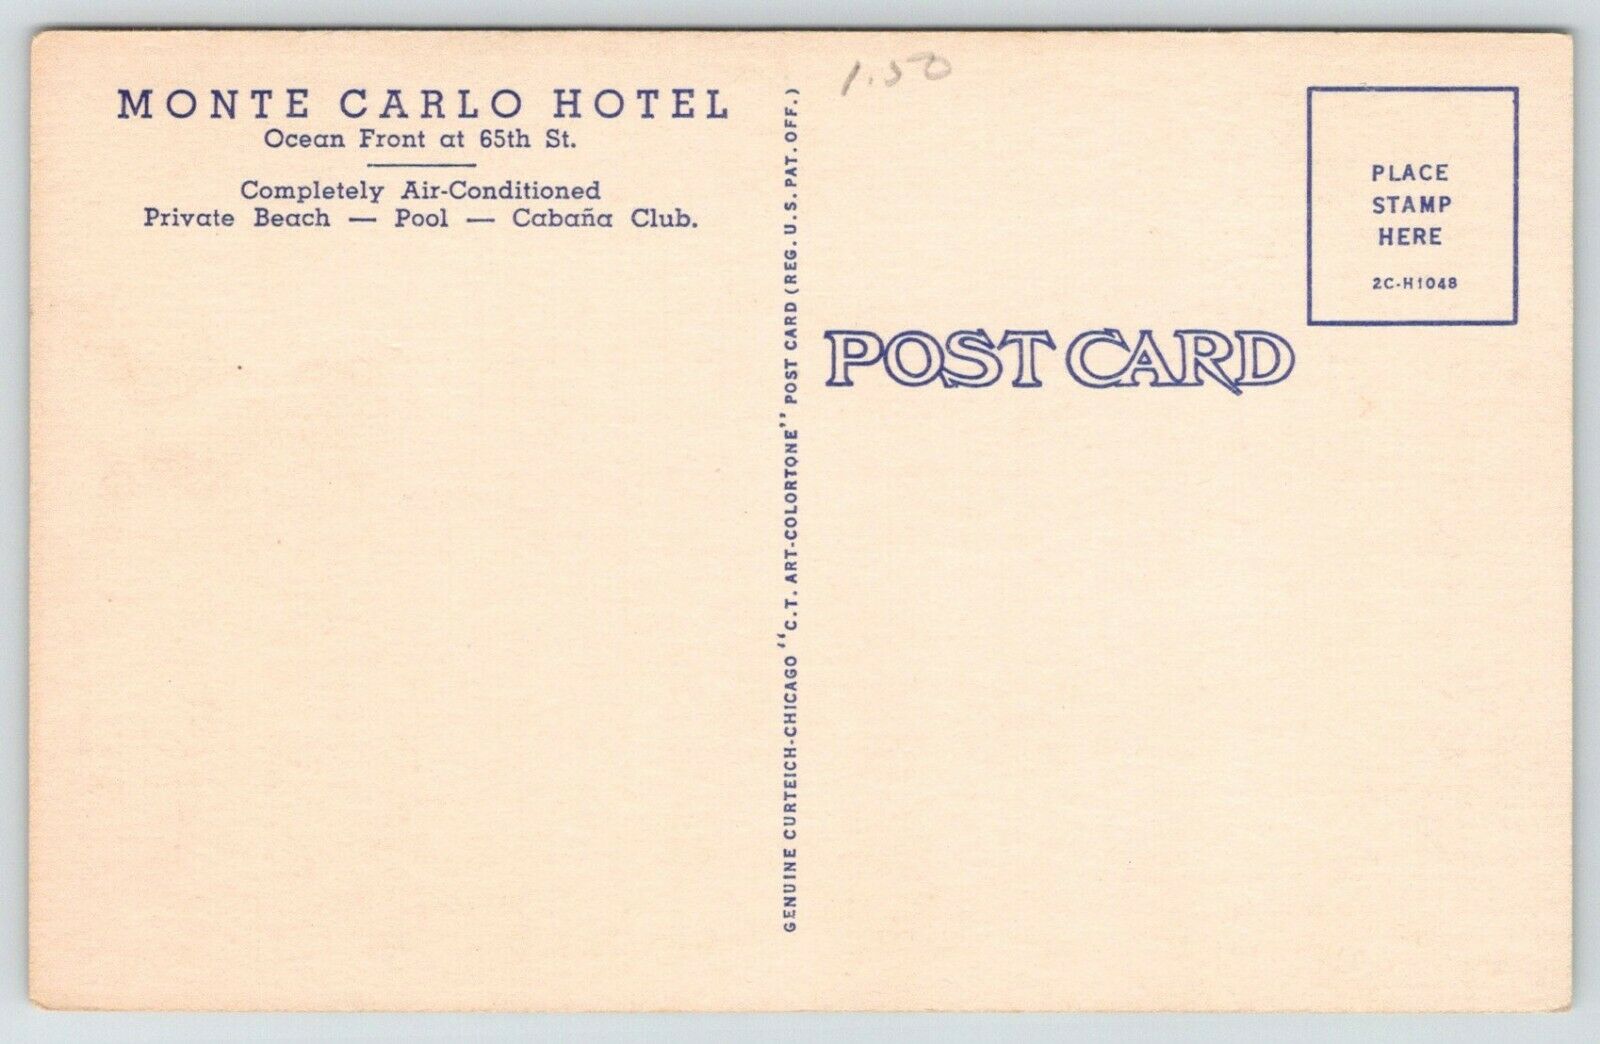 MONTE CARLO HOTEL
Ocean Front at 65th St.
Completely Air-Conditioned
Private Beach — Pool — Cabaña Club.
GENUINE CURTEICH-CHICAGO "C.T. ART-COLORTONE" POST CARD (REG. U.S. PAT. OFF.)
1.50
POST CARD
PLACE
STAMP
HERE
2C-H1048